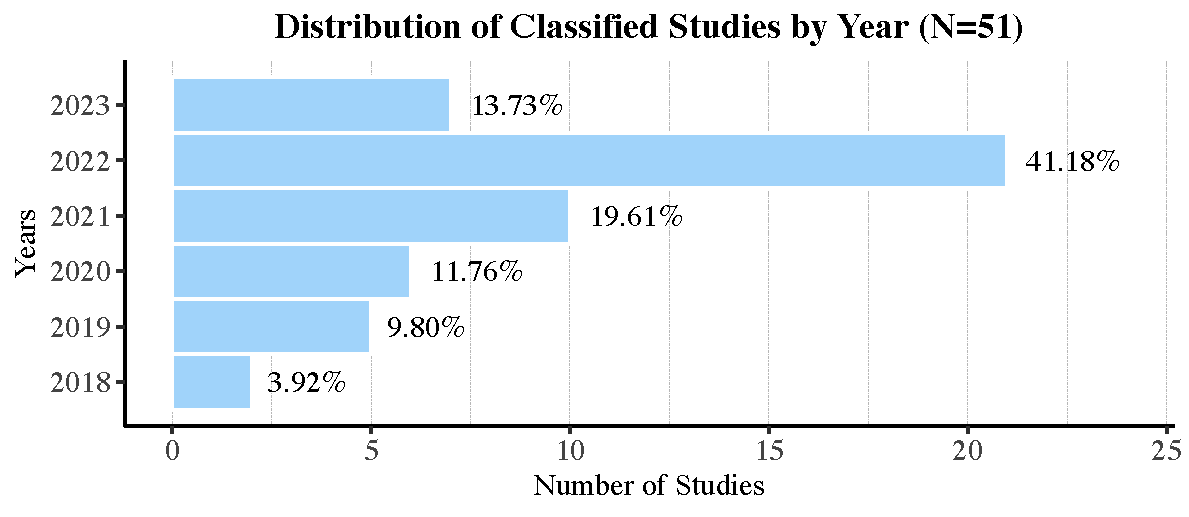 Distribution of Classified Studies by Year (N=51)
Years
2023 13.73%
2022 41.18%
2021 19.61%
2020 11.76%
2019 9.80%
2018 3.92%
0 5 10 15 20 25
Number of Studies